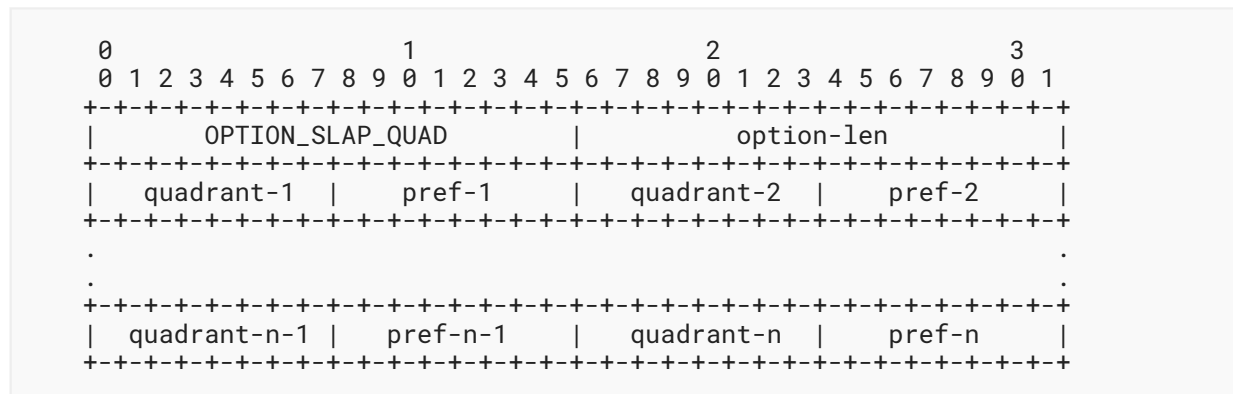 0                   1                   2                   3
 0 1 2 3 4 5 6 7 8 9 0 1 2 3 4 5 6 7 8 9 0 1 2 3 4 5 6 7 8 9 0 1
+-+-+-+-+-+-+-+-+-+-+-+-+-+-+-+-+-+-+-+-+-+-+-+-+-+-+-+-+-+-+-+-+
|       OPTION_SLAP_QUAD        |          option-len           |
+-+-+-+-+-+-+-+-+-+-+-+-+-+-+-+-+-+-+-+-+-+-+-+-+-+-+-+-+-+-+-+-+
|   quadrant-1  |    pref-1     |   quadrant-2  |    pref-2     |
+-+-+-+-+-+-+-+-+-+-+-+-+-+-+-+-+-+-+-+-+-+-+-+-+-+-+-+-+-+-+-+-+
.                                                               .
.                                                               .
+-+-+-+-+-+-+-+-+-+-+-+-+-+-+-+-+-+-+-+-+-+-+-+-+-+-+-+-+-+-+-+-+
|  quadrant-n-1 |   pref-n-1    |   quadrant-n  |    pref-n     |
+-+-+-+-+-+-+-+-+-+-+-+-+-+-+-+-+-+-+-+-+-+-+-+-+-+-+-+-+-+-+-+-+